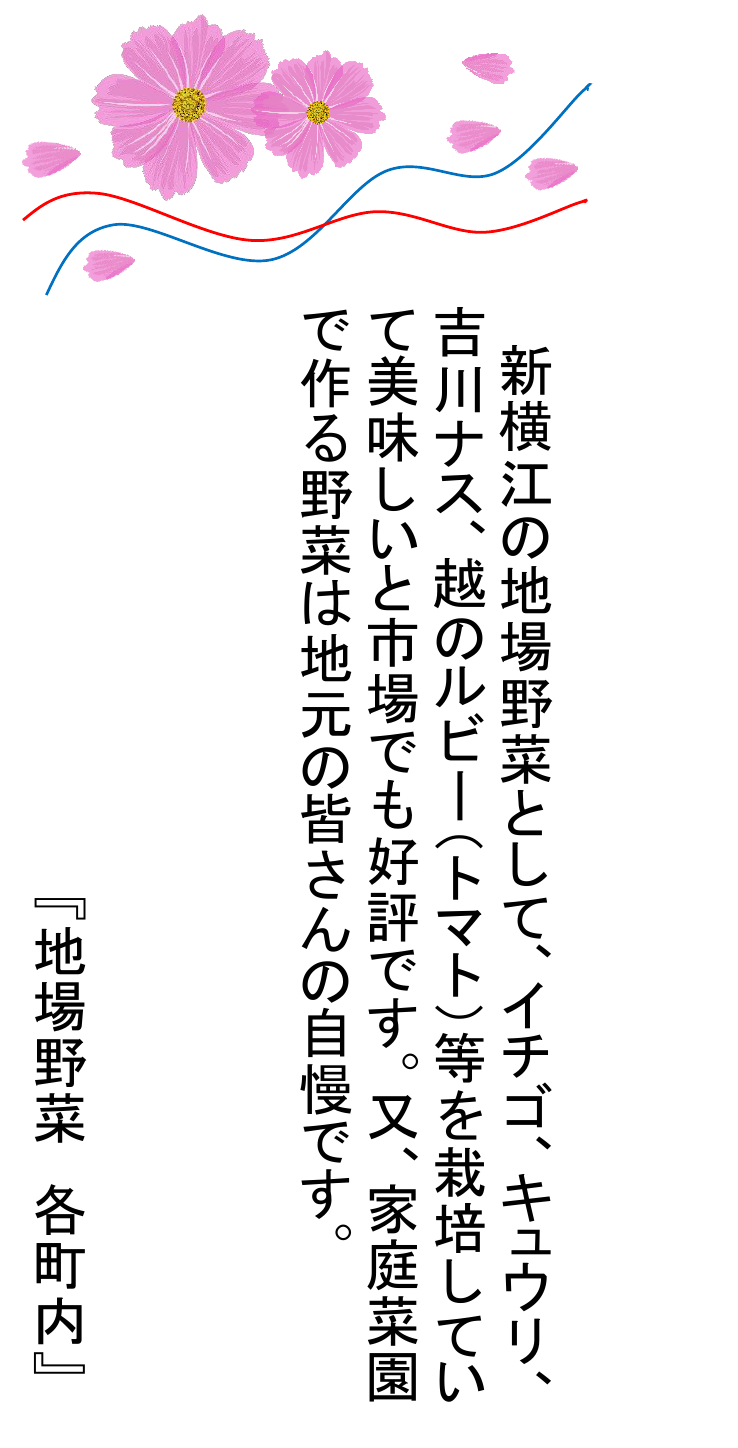 新横江の地場野菜として、イチゴ、キュウリ、
吉川ナス、越のルビー（トマト）等を栽培してい
て美味しいと市場でも好評です。又、家庭菜園
で作る野菜は地元の皆さんの自慢です。
『地場野菜　各町内』